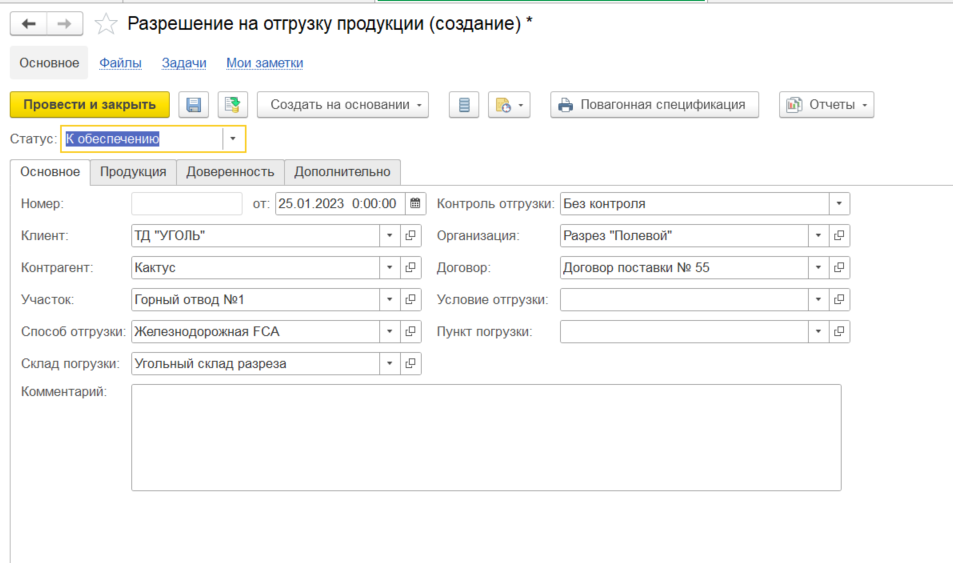 Разрешение на отгрузку продукции (создание) *
Основное Файлы Задачи Мои заметки
Провести и закрыть Создать на основании Повагонная спецификация Отчеты
Статус: К обеспечению
Основное Продукция Доверенность Дополнительно
Номер: от: 25.01.2023 0:00:00 Контроль отгрузки: Без контроля
Клиент: ТД "УГОЛЬ" Организация: Разрез "Полевой"
Контрагент: Кактус Договор: Договор поставки № 55
Участок: Горный отвод №1 Условие отгрузки:
Способ отгрузки: Железнодорожная FCA Пункт погрузки:
Склад погрузки: Угольный склад разреза
Комментарий: